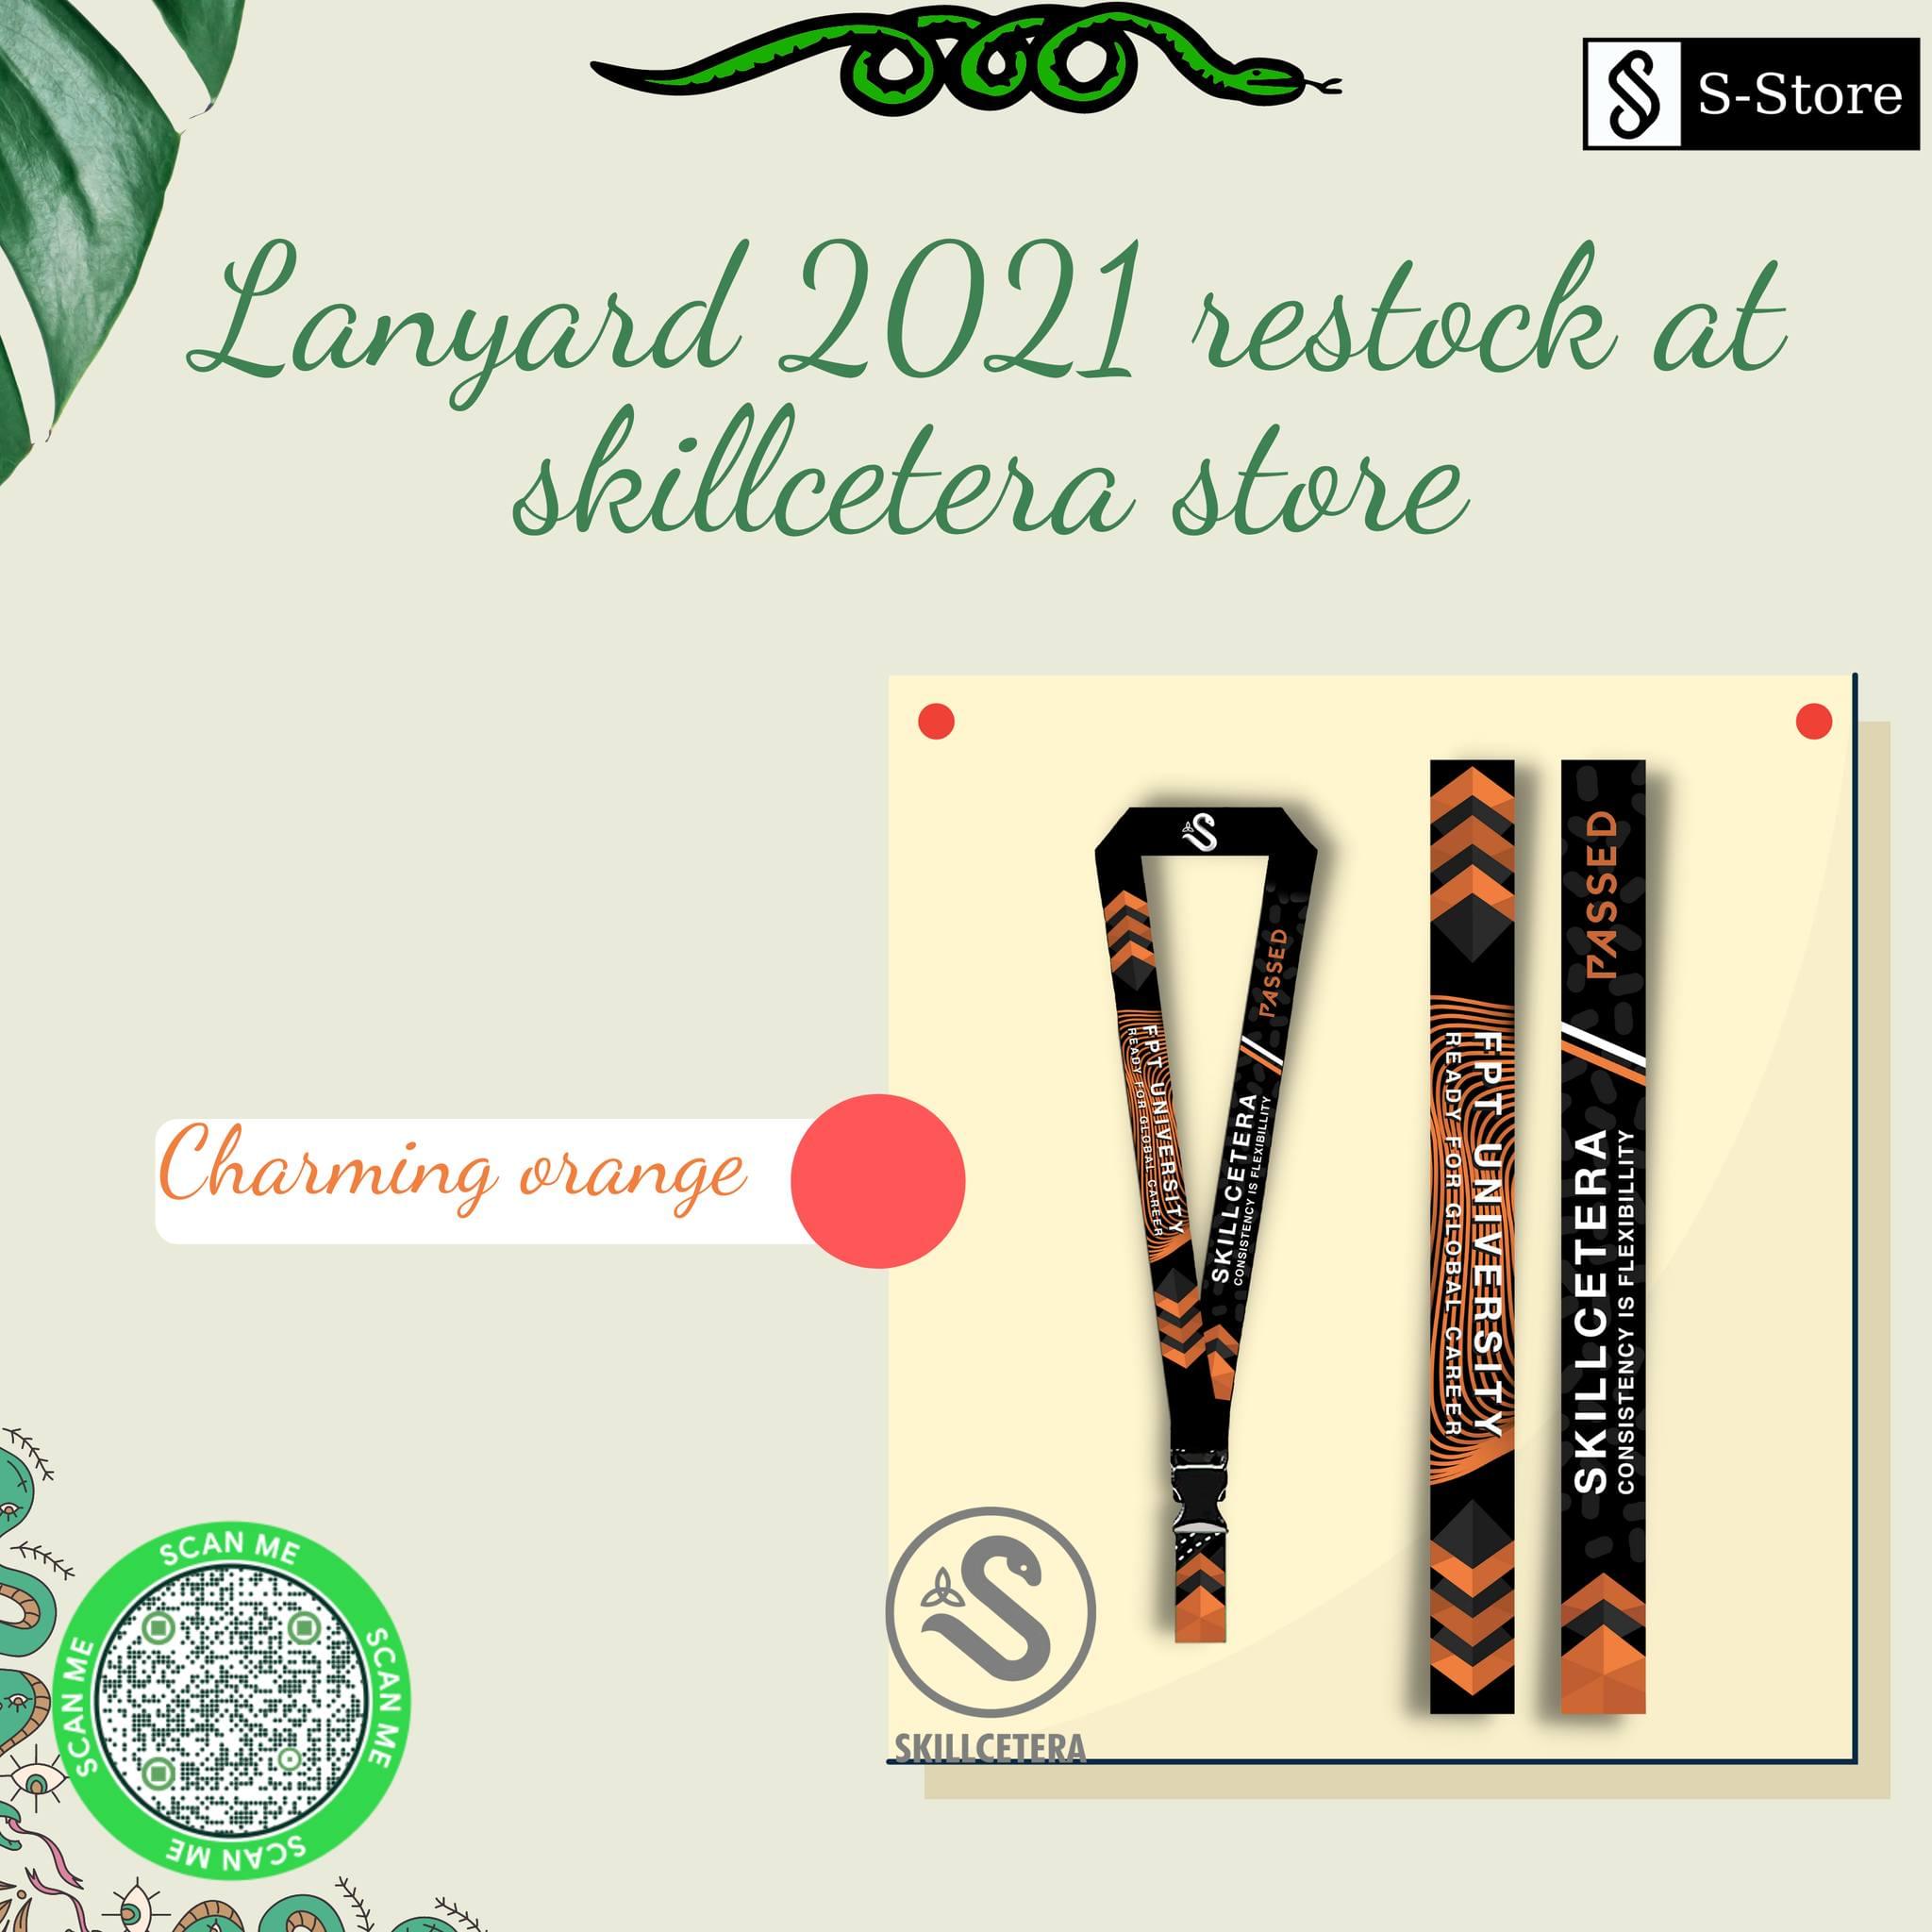 S-Store
Lanyard 2021 restock at
skillcetera store
Charming orange
PASSED
FPT UNIVERSITY
READY FOR GLOBAL CAREER
SKILLCETERA
CONSISTENCY IS FLEXIBILLITY
FPT UNIVERSITY
READY FOR GLOBAL CAREER
PASSED
SKILLCETERA
CONSISTENCY IS FLEXIBILLITY
SCAN ME
SCAN ME
SCAN ME
SCAN ME
SKILLCETERA